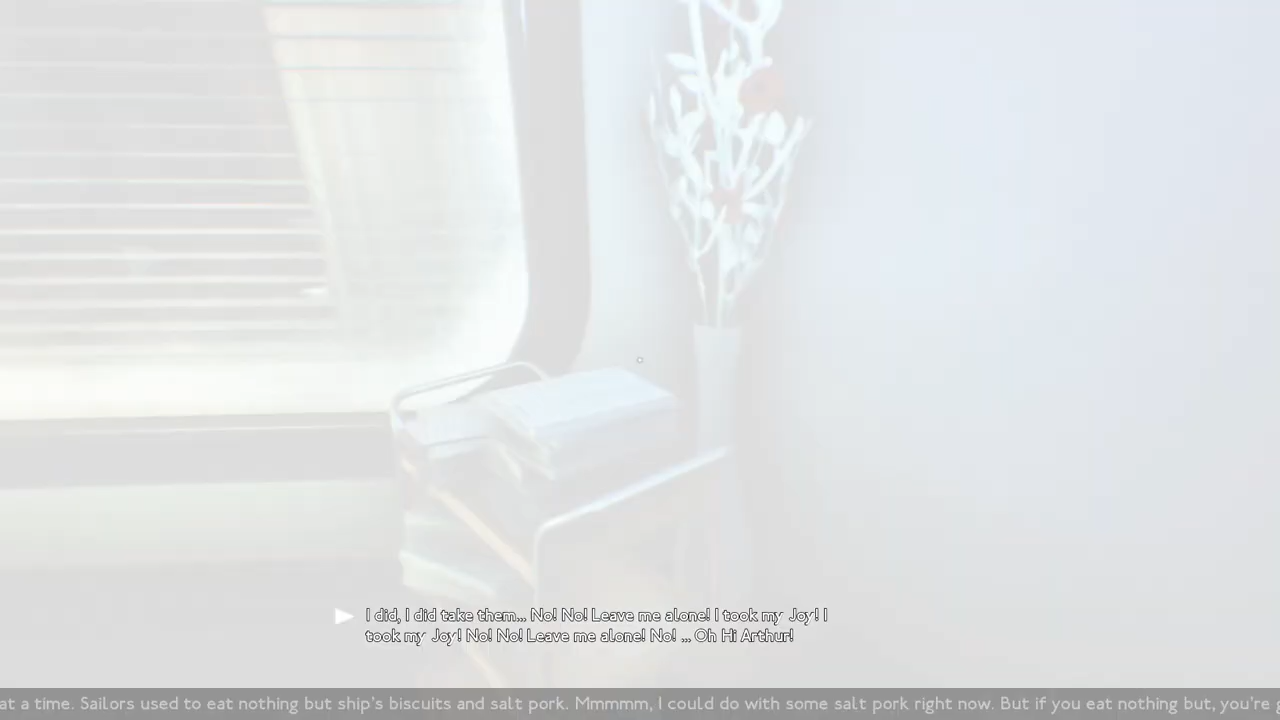 I did, I did take them... No! No! Leave me alone! I took my Joy! I
took my Joy! No! No! Leave me alone! No! ... Oh Hi Arthur!
at a time. Sailors used to eat nothing but ship's biscuits and salt pork. Mmmmm, I could do with some salt pork right now. But if you eat nothing but, you're